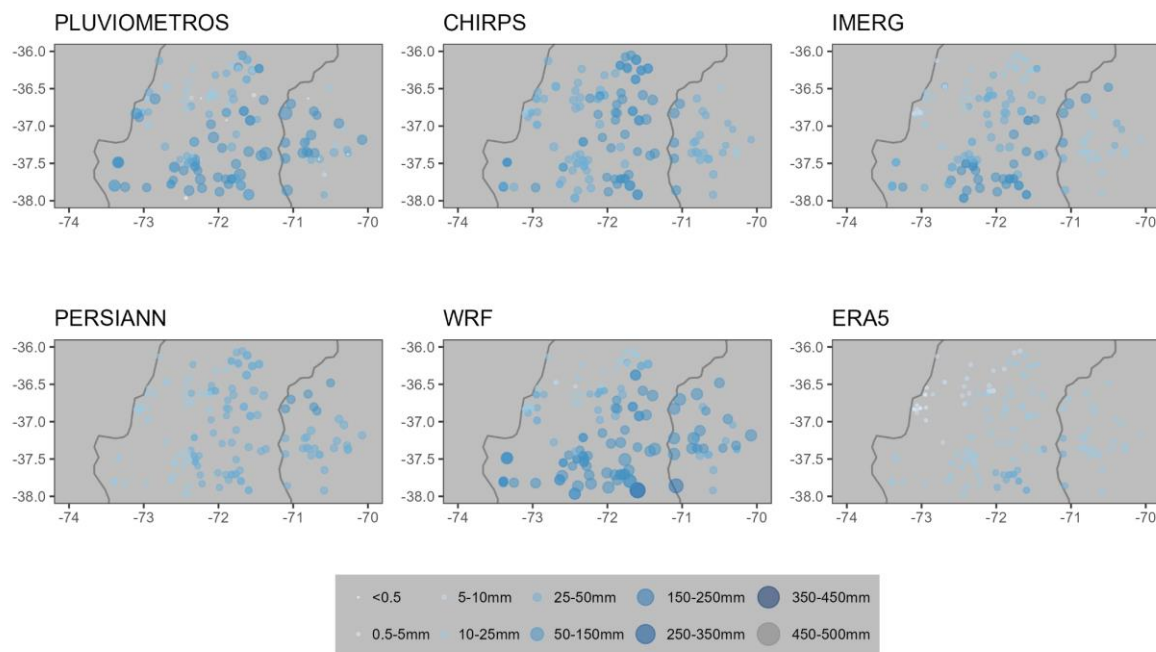 PLUVIOMETROS CHIRPS IMERG
-36.0 -36.0 -36.0
-36.5 -36.5 -36.5
-37.0 -37.0 -37.0
-37.5 -37.5 -37.5
-38.0 -38.0 -38.0
-74 -73 -72 -71 -70 -74 -73 -72 -71 -70 -74 -73 -72 -71 -70
PERSIANN WRF ERA5
-36.0 -36.0 -36.0
-36.5 -36.5 -36.5
-37.0 -37.0 -37.0
-37.5 -37.5 -37.5
-38.0 -38.0 -38.0
-74 -73 -72 -71 -70 -74 -73 -72 -71 -70 -74 -73 -72 -71 -70
<0.5 5-10mm 25-50mm 150-250mm 350-450mm
0.5-5mm 10-25mm 50-150mm 250-350mm 450-500mm